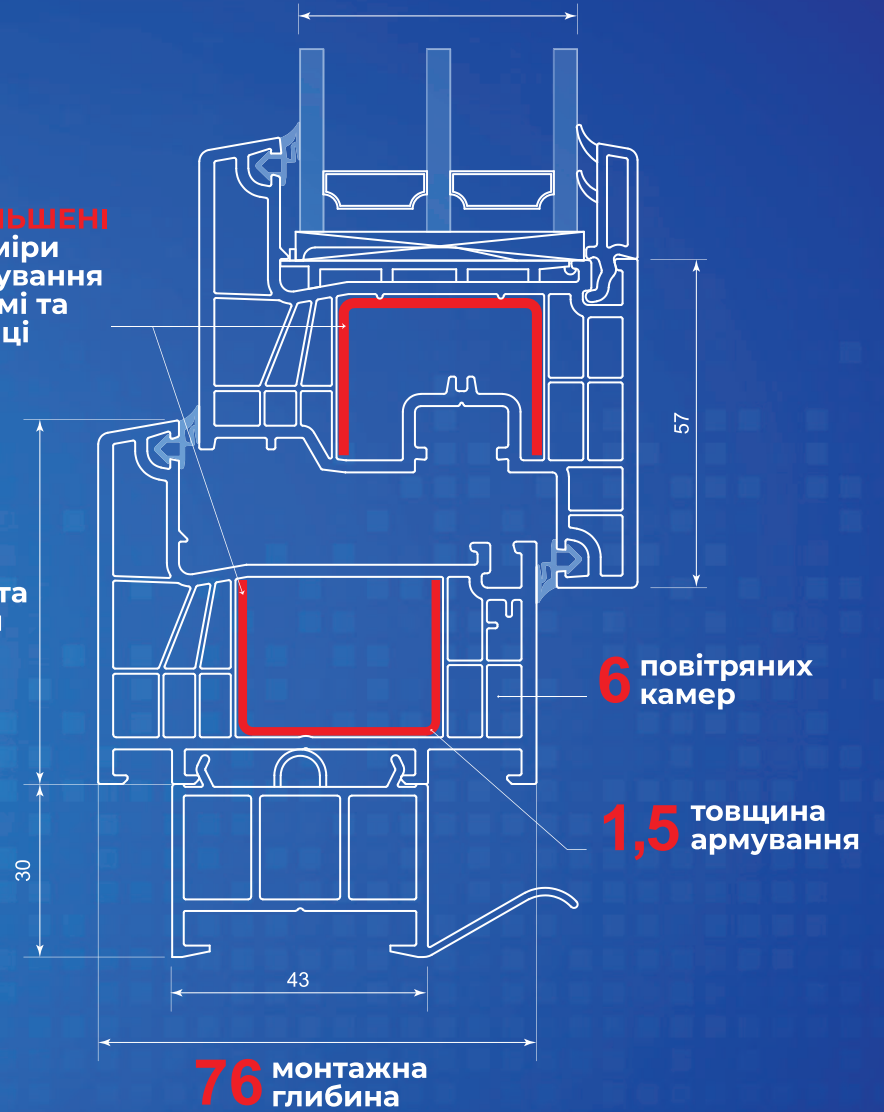 ЬШЕНІ
міри
ування
мі та
ці
57
та
6 повітряних
камер
1,5 товщина
армування
30
43
76 монтажна
глибина